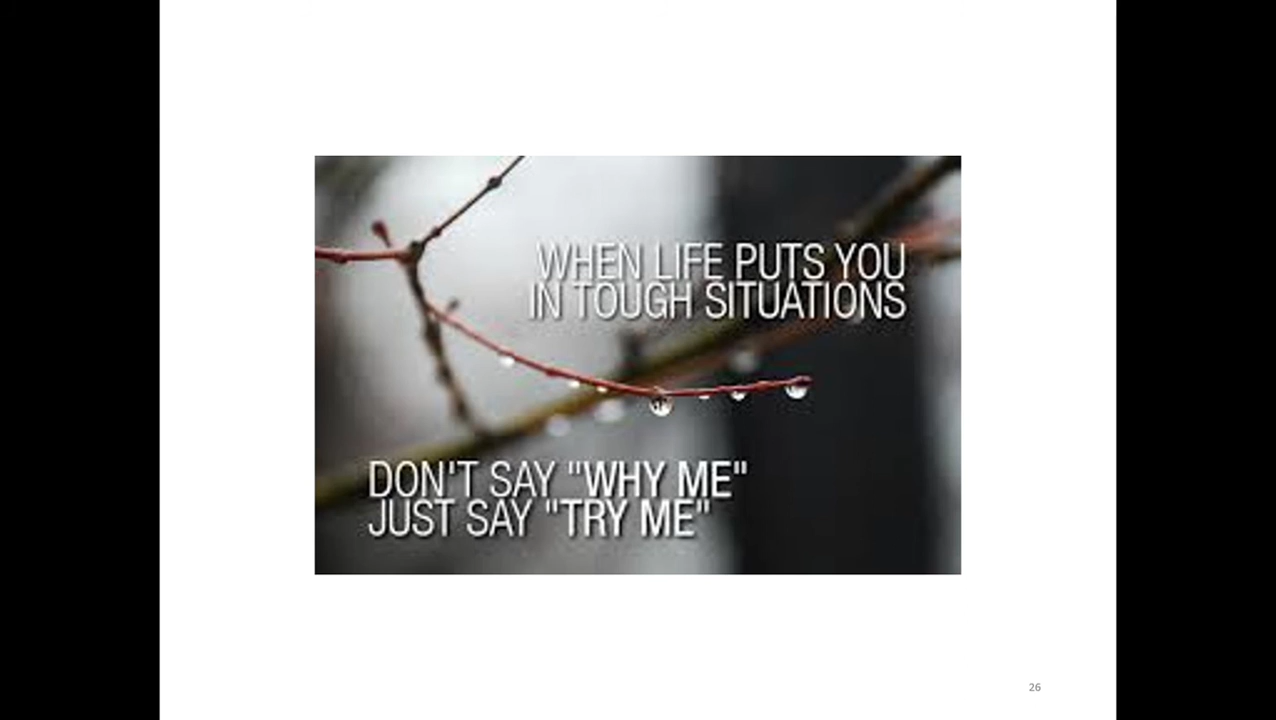 WHEN LIFE PUTS YOU
IN TOUGH SITUATIONS
DON'T SAY "WHY ME"
JUST SAY "TRY ME"
26